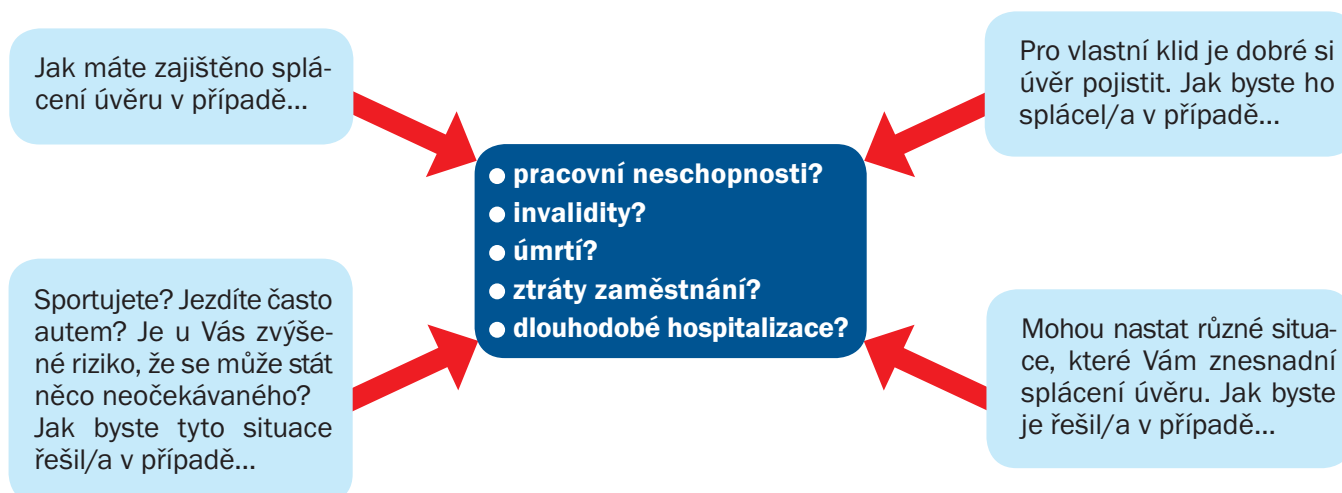 Jak máte zajištěno splá-
cení úvěru v případě...
Pro vlastní klid je dobré si
úvěr pojistit. Jak byste ho
splácel/a v případě...
● pracovní neschopnosti?
● invalidity?
● úmrtí?
● ztráty zaměstnání?
● dlouhodobé hospitalizace?
Sportujete? Jezdíte často
autem? Je u Vás zvýše-
né riziko, že se může stát
něco neočekávaného?
Jak byste tyto situace
řešil/a v případě...
Mohou nastat různé situa-
ce, které Vám znesnadní
splácení úvěru. Jak byste
je řešil/a v případě...